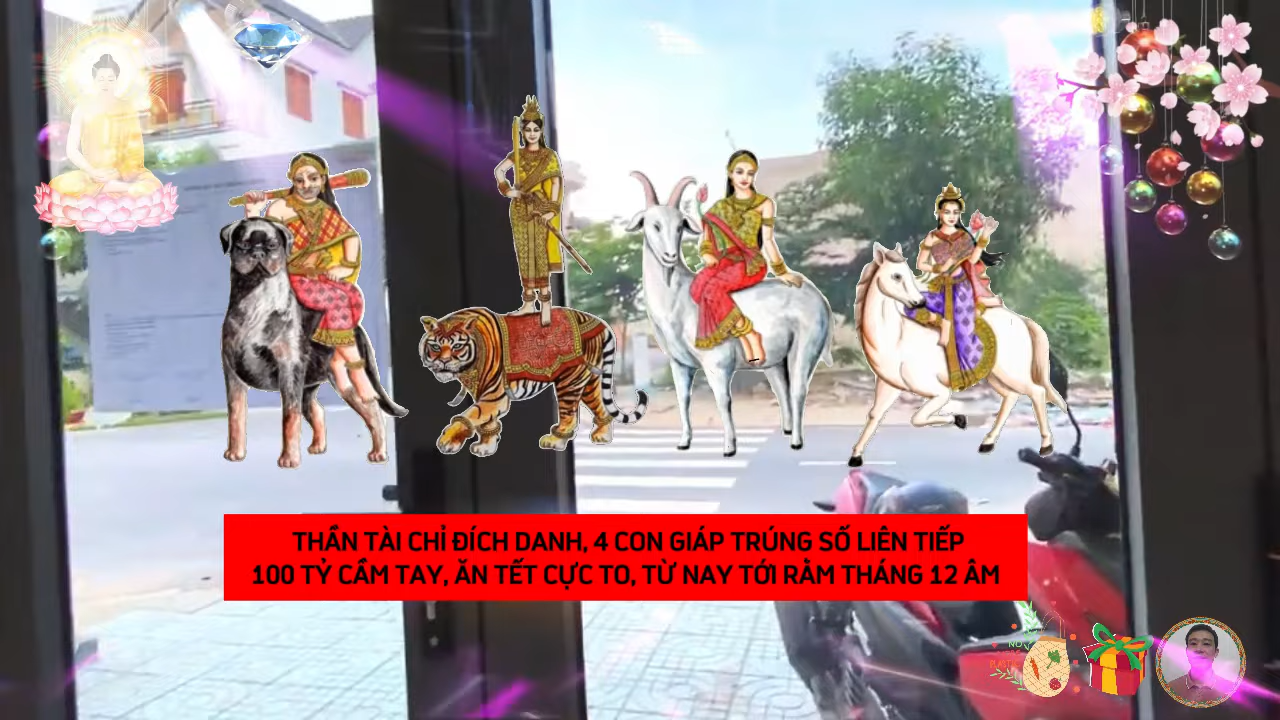 THẦN TÀI CHỈ ĐÍCH DANH, 4 CON GIÁP TRÚNG SỐ LIÊN TIẾP
100 TỶ CẦM TAY, ĂN TẾT CỰC TO, TỪ NAY TỚI RẰM THÁNG 12 ÂM
NO